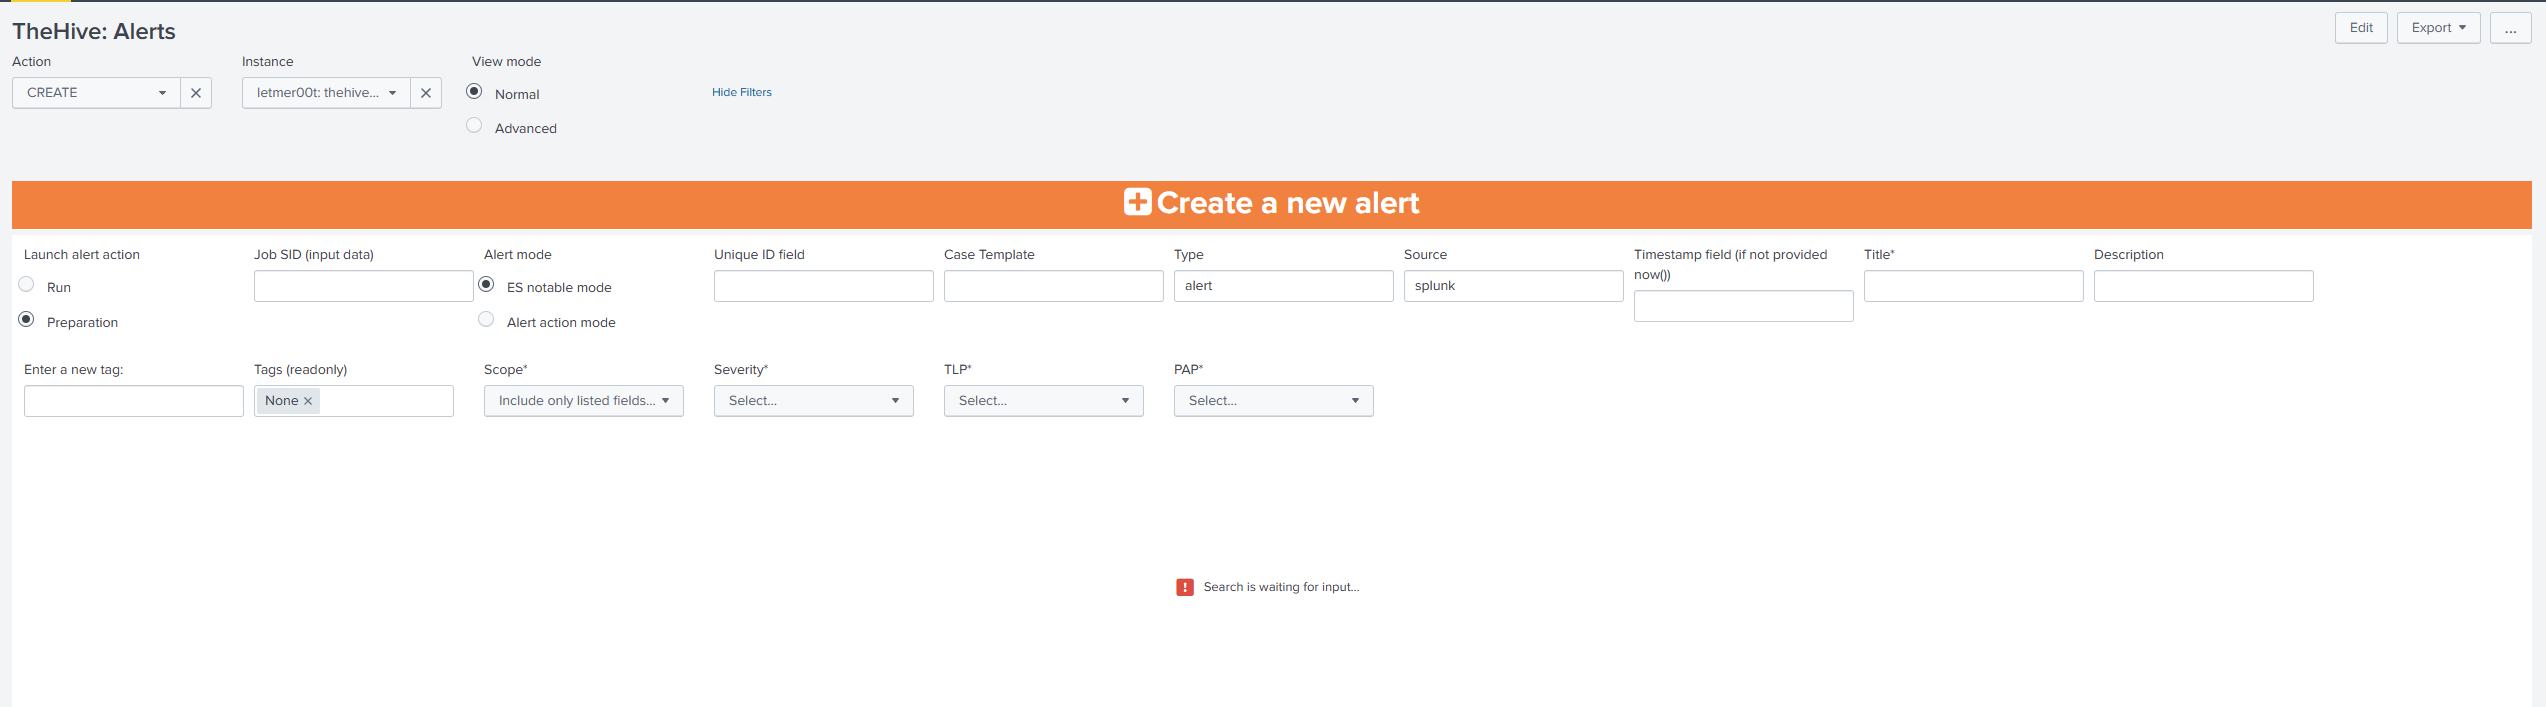 TheHive: Alerts
Edit
Export
...
Action
Instance
View mode
CREATE
letmer00t: thehive...
Normal
Hide Filters
Advanced
Create a new alert
Launch alert action
Job SID (input data)
Alert mode
Unique ID field
Case Template
Type
Source
Timestamp field (if not provided
now())
Title*
Description
Run
ES notable mode
alert
splunk
Preparation
Alert action mode
Enter a new tag:
Tags (readonly)
Scope*
Severity*
TLP*
PAP*
None
Include only listed fields...
Select...
Select...
Select...
Search is waiting for input...